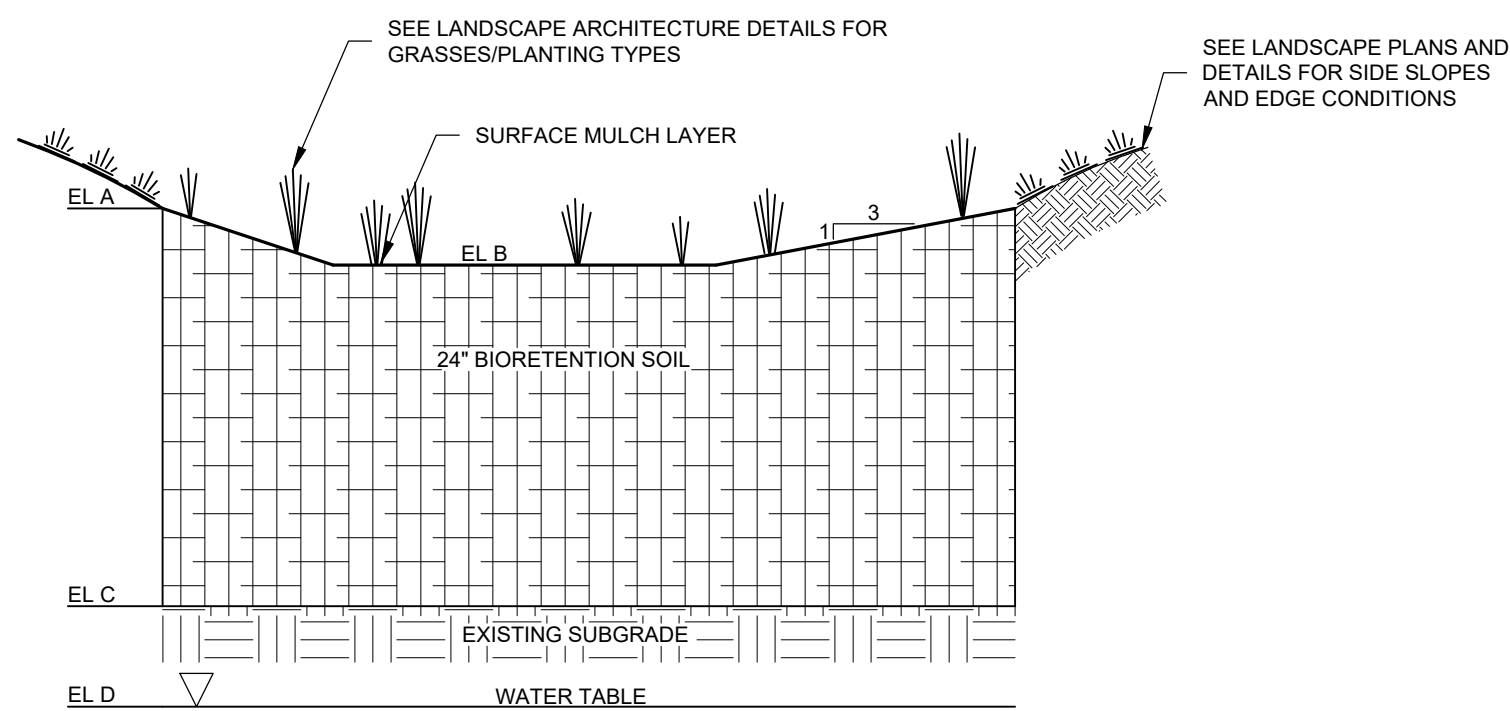 SEE LANDSCAPE ARCHITECTURE DETAILS FOR
GRASSES/PLANTING TYPES
SEE LANDSCAPE PLANS AND
DETAILS FOR SIDE SLOPES
AND EDGE CONDITIONS
SURFACE MULCH LAYER
EL A
3
1
EL B
24" BIORETENTION SOIL
EL C
EXISTING SUBGRADE
EL D
WATER TABLE